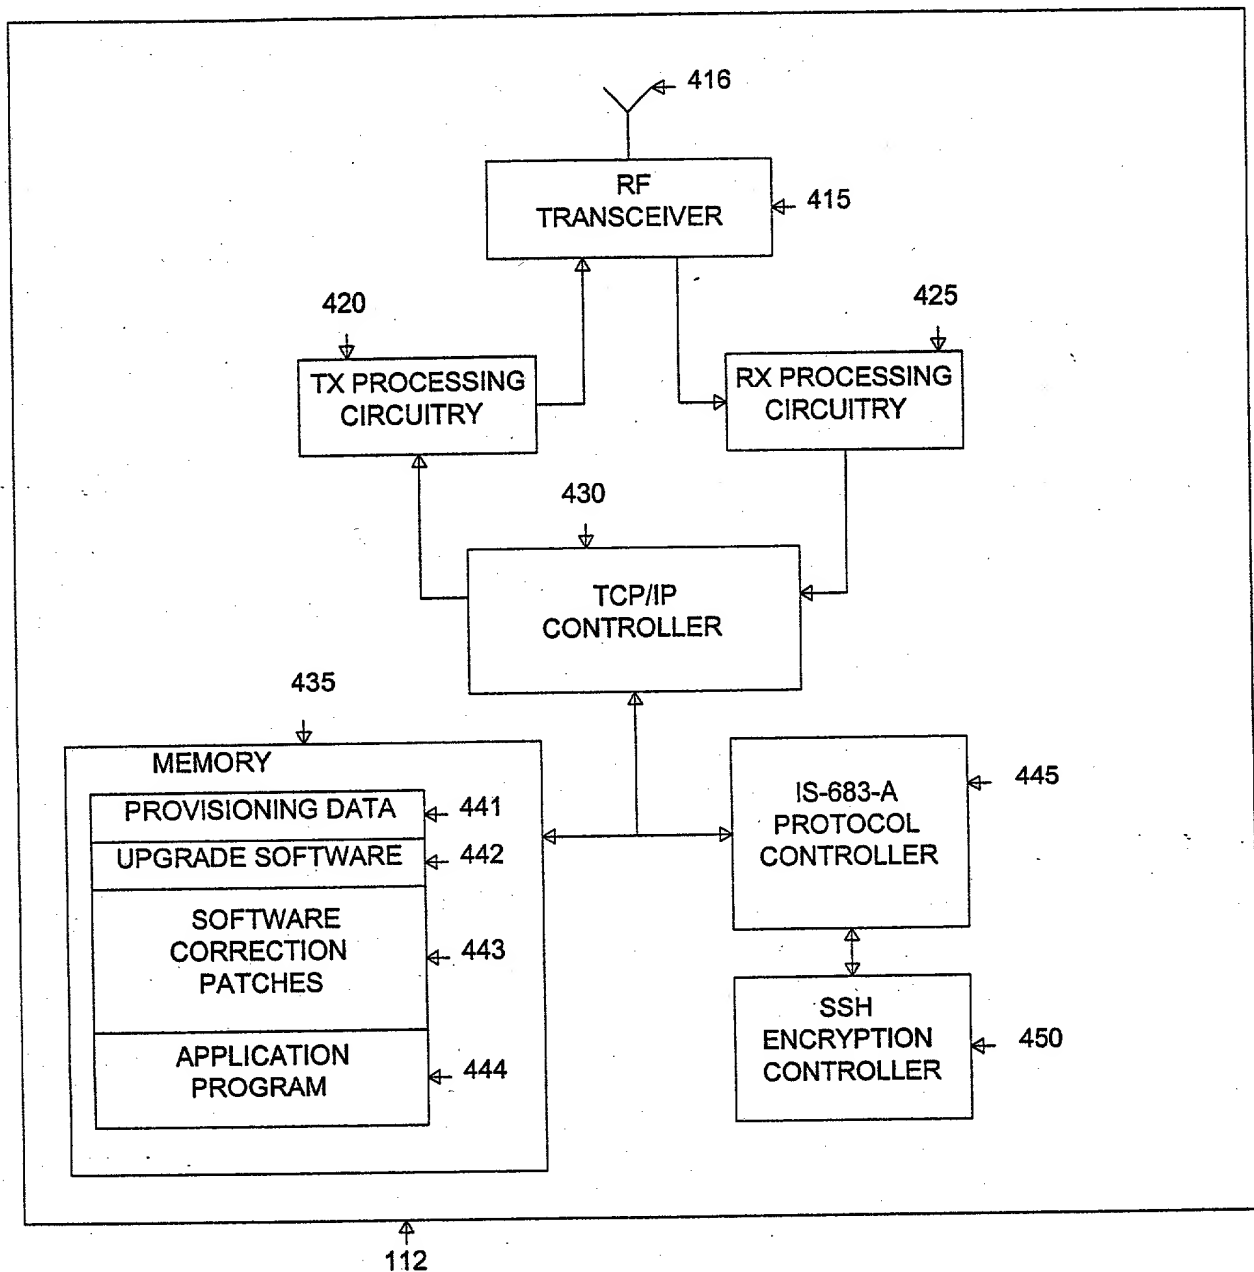 416
RF
TRANSCEIVER
415
420
425
TX PROCESSING
CIRCUITRY
RX PROCESSING
CIRCUITRY
430
TCP/IP
CONTROLLER
435
MEMORY
PROVISIONING DATA
441
UPGRADE SOFTWARE
442
SOFTWARE
CORRECTION
PATCHES
443
APPLICATION
PROGRAM
444
IS-683-A
PROTOCOL
CONTROLLER
445
SSH
ENCRYPTION
CONTROLLER
450
112